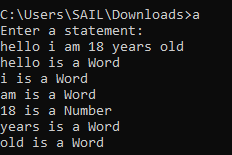 C:\Users\SAIL\Downloads>a
Enter a statement:
hello i am 18 years old
hello is a Word
i is a Word
am is a Word
18 is a Number
years is a Word
old is a Word